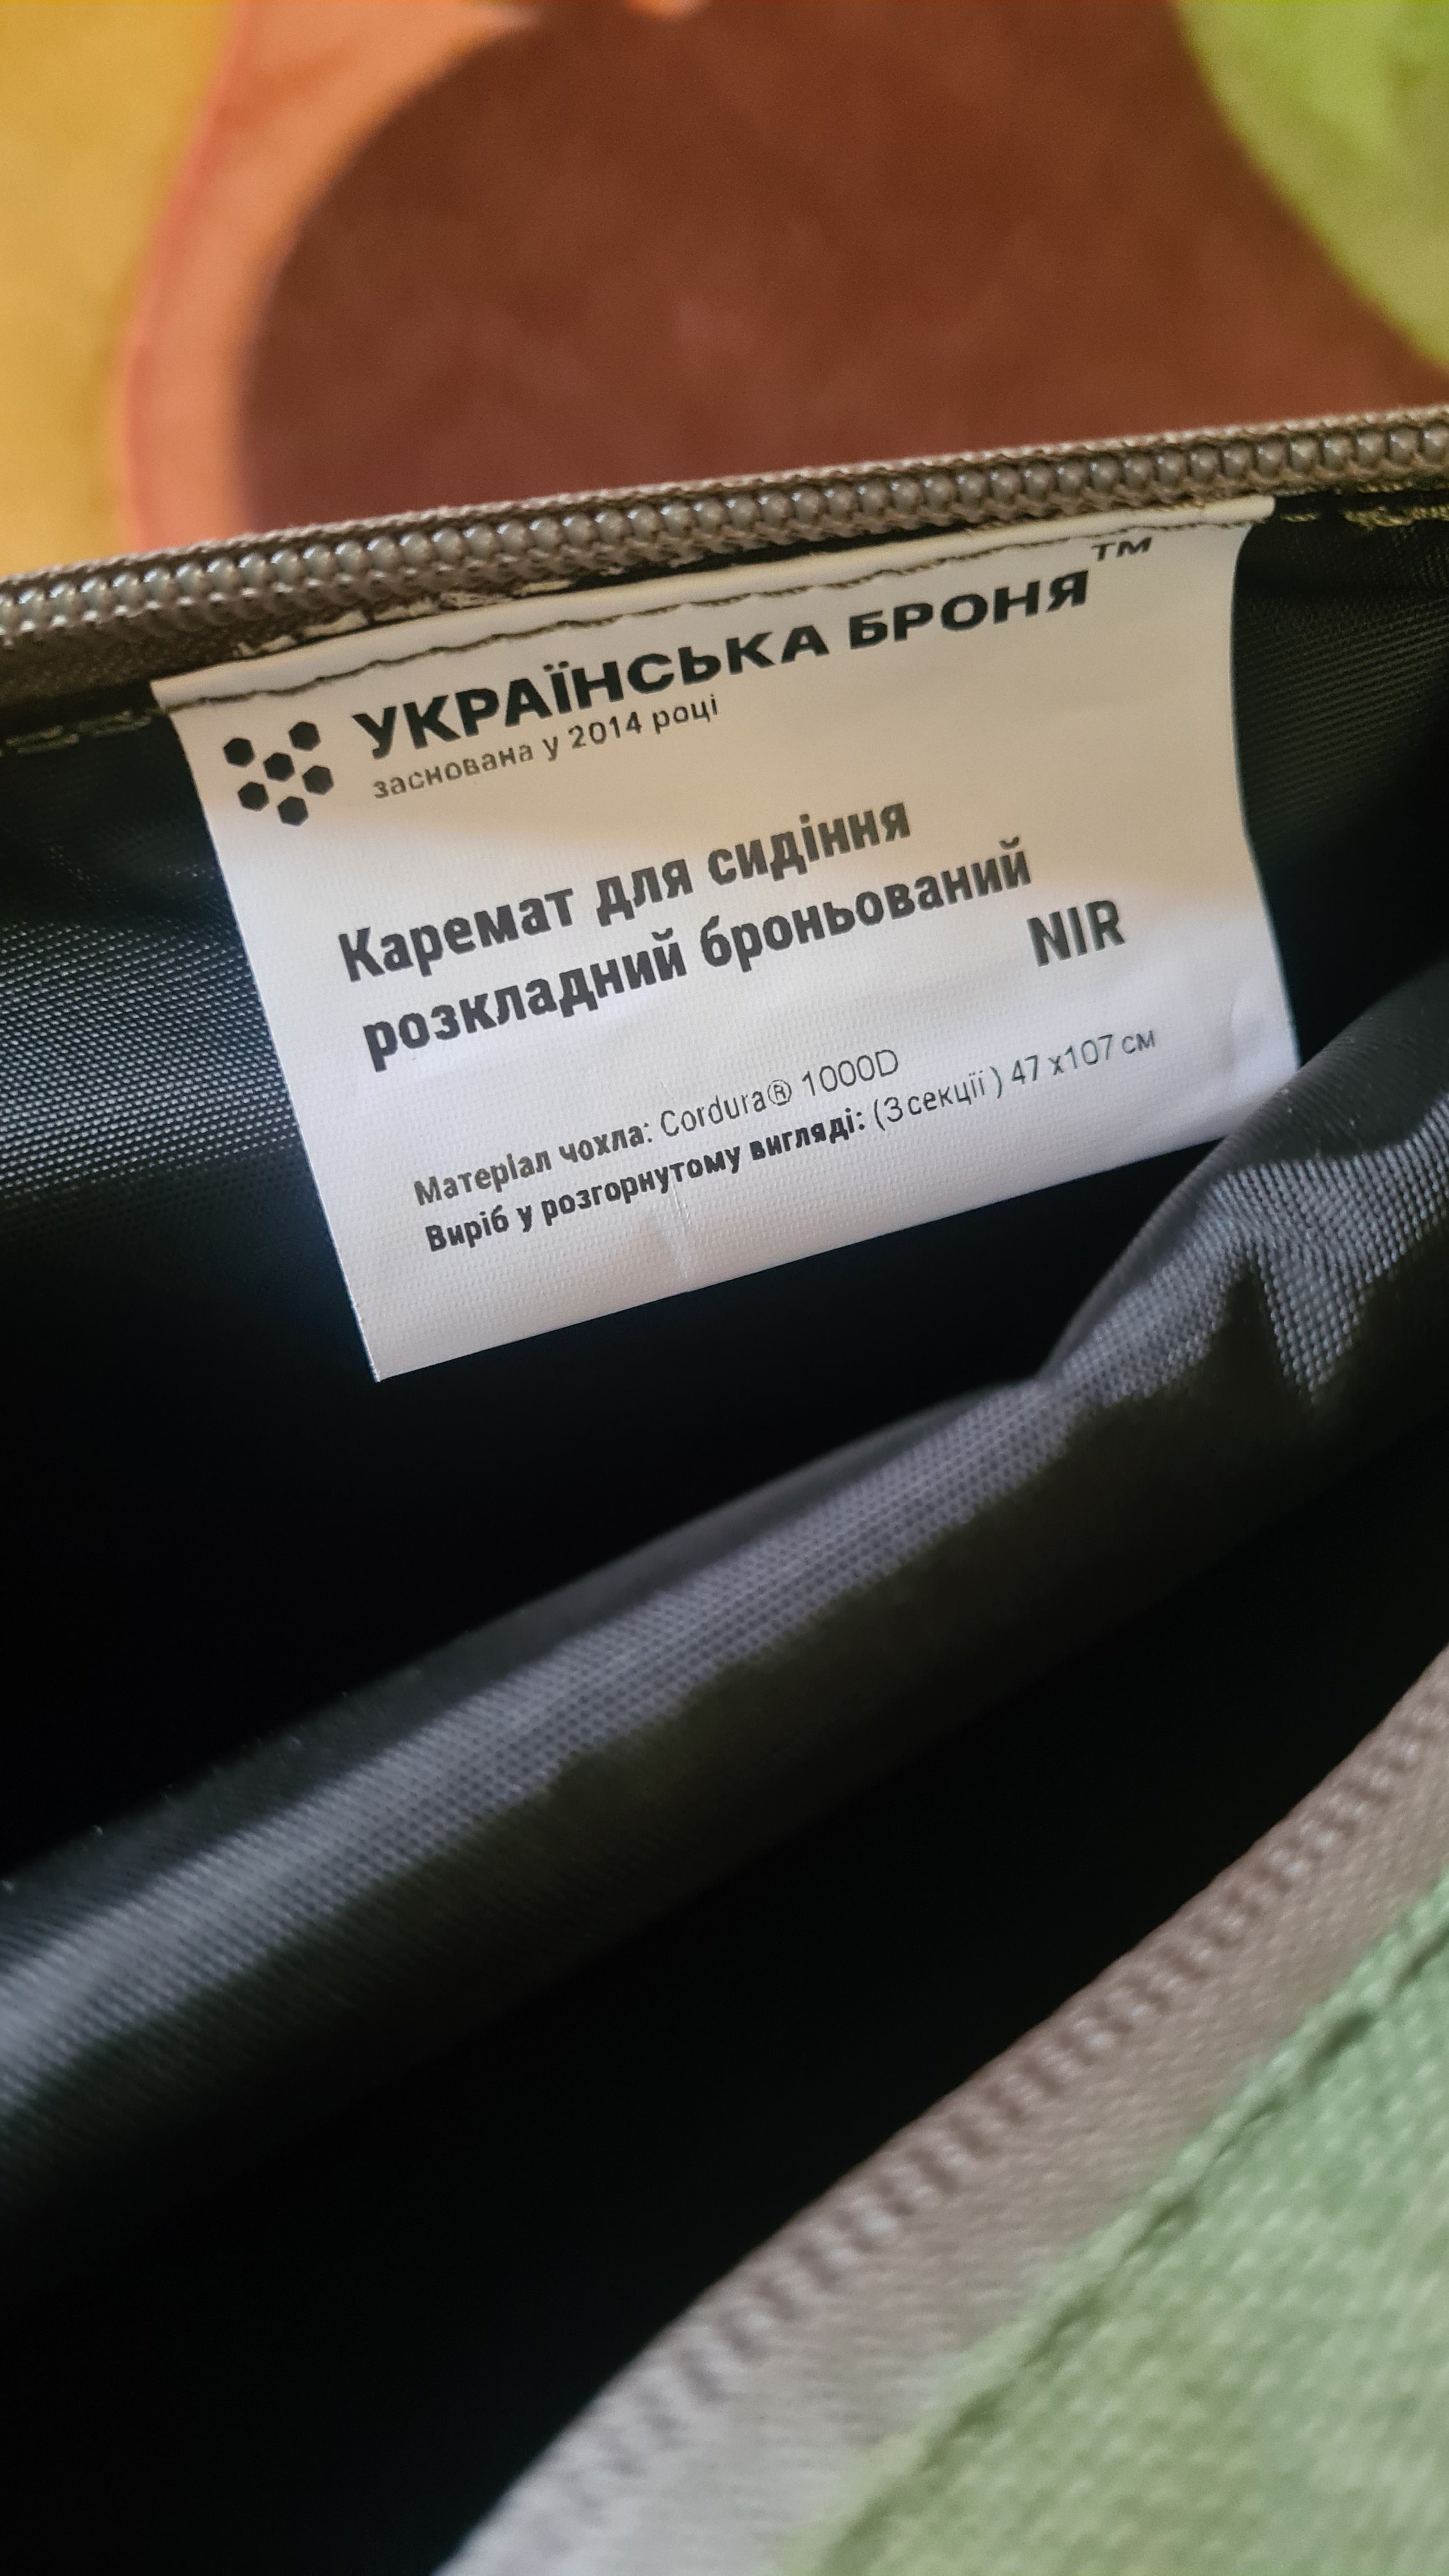 УКРАЇНСЬКА БРОНЯ™
заснована у 2014 році
Каремат для сидіння
розкладний броньований
NIR
Матеріал чохла: Cordura® 1000D
Виріб у розгорнутому вигляді: (3 секції ) 47 x107 см